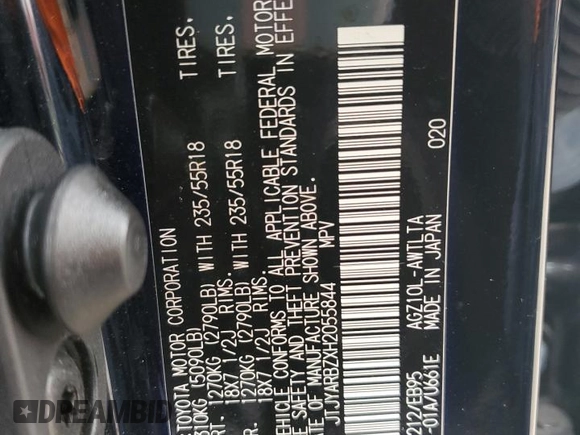 TOYOTA MOTOR CORPORATION
310KG (5090LB)
RT. 1270KG (2790LB) WITH 235/55R18 TIRES.
18X7 1/2J RIMS.
1270KG (2790LB) WITH 235/55R18 TIRES.
18X7 1/2J RIMS.
VEHICLE CONFORMS TO ALL APPLICABLE FEDERAL MOTOR
E SAFETY AND THEFT PREVENTION STANDARDS IN EFFE
DATE OF MANUFACTURE SHOWN ABOVE.
JTJYARBZXH2055844 MPV
212/EB95 AGZ10L-AWTLTA
-01A/U661E MADE IN JAPAN 020
A BIDHISTORY